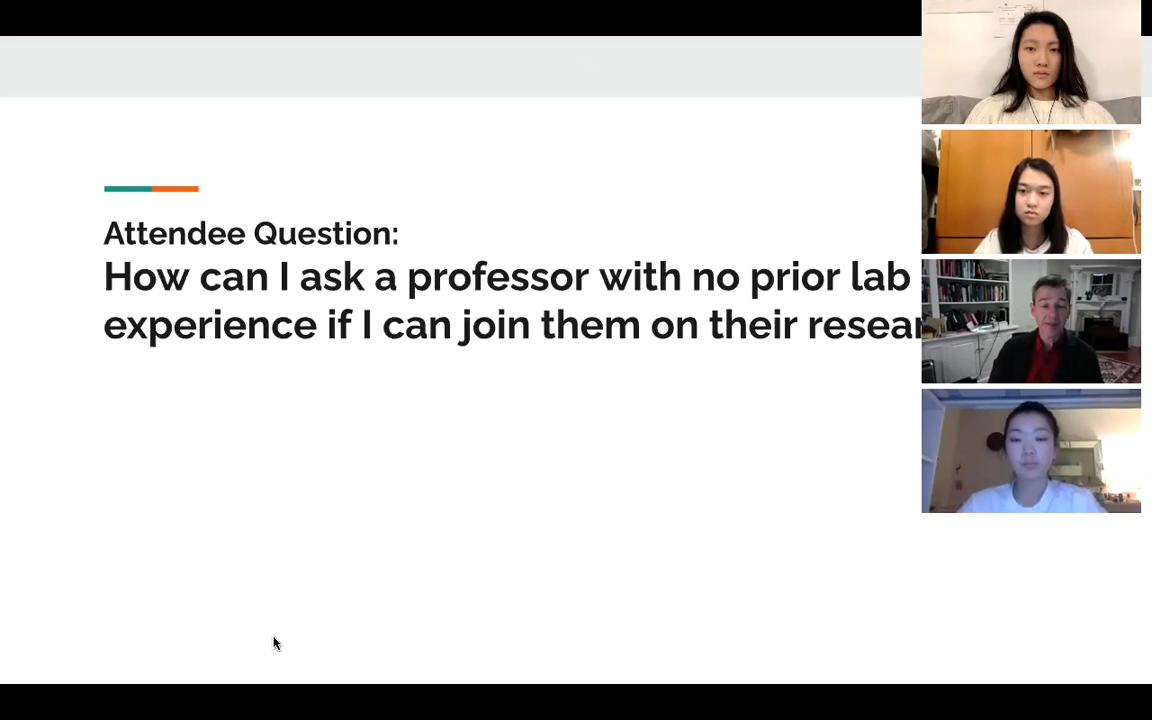 Attendee Question:
How can I ask a professor with no prior lab
experience if I can join them on their resear